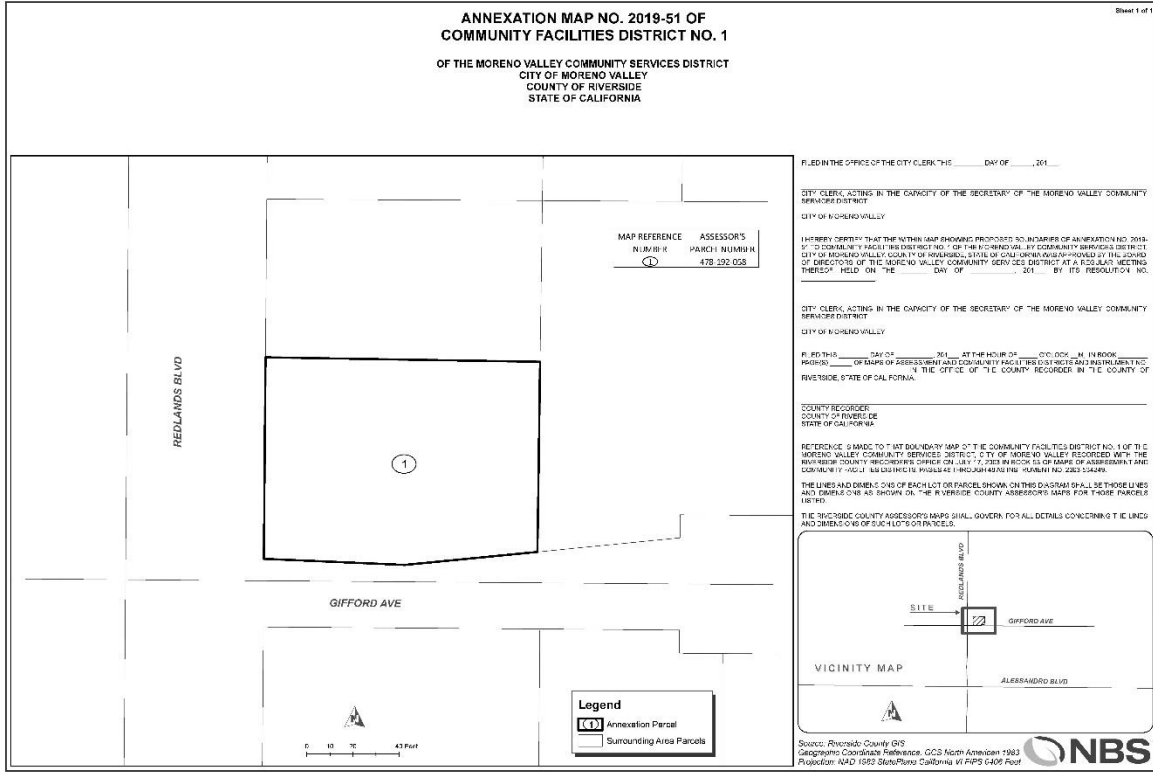 Sheet 1 of 1
ANNEXATION MAP NO. 2019-51 OF
COMMUNITY FACILITIES DISTRICT NO. 1
OF THE MORENO VALLEY COMMUNITY SERVICES DISTRICT
CITY OF MORENO VALLEY
COUNTY OF RIVERSIDE
STATE OF CALIFORNIA
MAP REFERENCE ASSESSOR'S
NUMBER PARCEL NUMBER
1 478-192-058
REDLANDS BLVD
1
GIFFORD AVE
0 10 20 40 Feet
Legend
1 Annexation Parcel
Surrounding Area Parcels
FILED IN THE OFFICE OF THE CITY CLERK THIS ______ DAY OF _____, 201___
CITY CLERK, ACTING IN THE CAPACITY OF THE SECRETARY OF THE MORENO VALLEY COMMUNITY
SERVICES DISTRICT
CITY OF MORENO VALLEY
I HEREBY CERTIFY THAT THE WITHIN MAP SHOWING PROPOSED BOUNDARIES OF ANNEXATION NO. 2019-
51 TO COMMUNITY FACILITIES DISTRICT NO. 1 OF THE MORENO VALLEY COMMUNITY SERVICES DISTRICT,
CITY OF MORENO VALLEY, COUNTY OF RIVERSIDE, STATE OF CALIFORNIA WAS APPROVED BY THE BOARD
OF DIRECTORS OF THE MORENO VALLEY COMMUNITY SERVICES DISTRICT AT A REGULAR MEETING
THEREOF, HELD ON THE ______ DAY OF ________, 201___ BY ITS RESOLUTION NO.
____________
CITY CLERK, ACTING IN THE CAPACITY OF THE SECRETARY OF THE MORENO VALLEY COMMUNITY
SERVICES DISTRICT
CITY OF MORENO VALLEY
FILED THIS ______ DAY OF ________, 201___ AT THE HOUR OF ____ O'CLOCK __M, IN BOOK ______
PAGE(S) _____ OF MAPS OF ASSESSMENT AND COMMUNITY FACILITIES DISTRICTS AND INSTRUMENT NO.
____________ IN THE OFFICE OF THE COUNTY RECORDER IN THE COUNTY OF
RIVERSIDE, STATE OF CALIFORNIA.
COUNTY RECORDER
COUNTY OF RIVERSIDE
STATE OF CALIFORNIA
REFERENCE IS MADE TO THAT BOUNDARY MAP OF THE COMMUNITY FACILITIES DISTRICT NO. 1 OF THE
MORENO VALLEY COMMUNITY SERVICES DISTRICT, CITY OF MORENO VALLEY RECORDED WITH THE
RIVERSIDE COUNTY RECORDER'S OFFICE ON JULY 17, 2003 IN BOOK OF MAPS OF ASSESSMENT AND
COMMUNITY FACILITIES DISTRICTS, PAGES THROUGH AS INSTRUMENT NO.
THE LINES AND DIMENSIONS OF EACH LOT OR PARCEL SHOWN ON THIS DIAGRAM SHALL BE THOSE LINES
AND DIMENSIONS AS SHOWN ON THE RIVERSIDE COUNTY ASSESSOR'S MAPS FOR THOSE PARCELS
LISTED.
THE RIVERSIDE COUNTY ASSESSOR'S MAPS SHALL GOVERN FOR ALL DETAILS CONCERNING THE LINES
AND DIMENSIONS OF SUCH LOTS OR PARCELS.
REDLANDS BLVD
SITE
GIFFORD AVE
VICINITY MAP
ALESSANDRO BLVD
Source: Riverside County GIS
Geographic Coordinate Reference: GCS North American 1983
Projection: NAD 1983 StatePlane California VI FIPS 0406 Feet
NBS